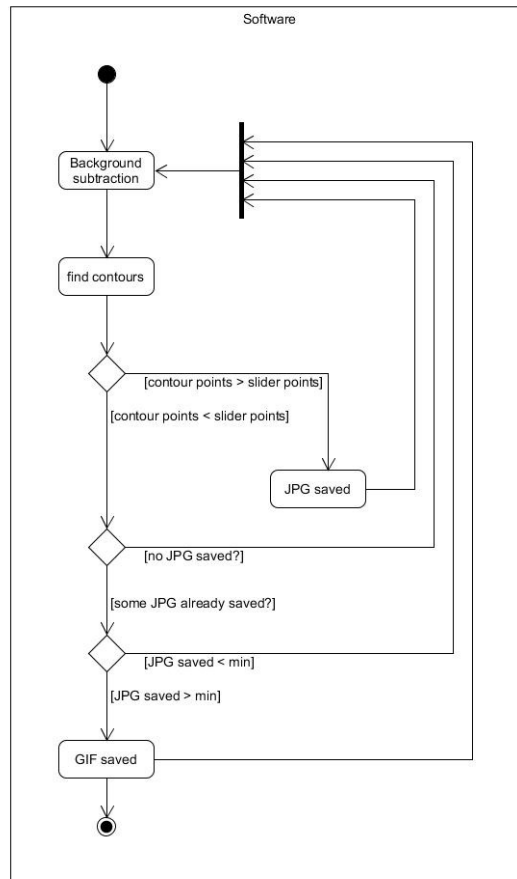 Software
Background
subtraction
find contours
[contour points > slider points]
[contour points < slider points]
JPG saved
[no JPG saved?]
[some JPG already saved?]
[JPG saved < min]
[JPG saved > min]
GIF saved